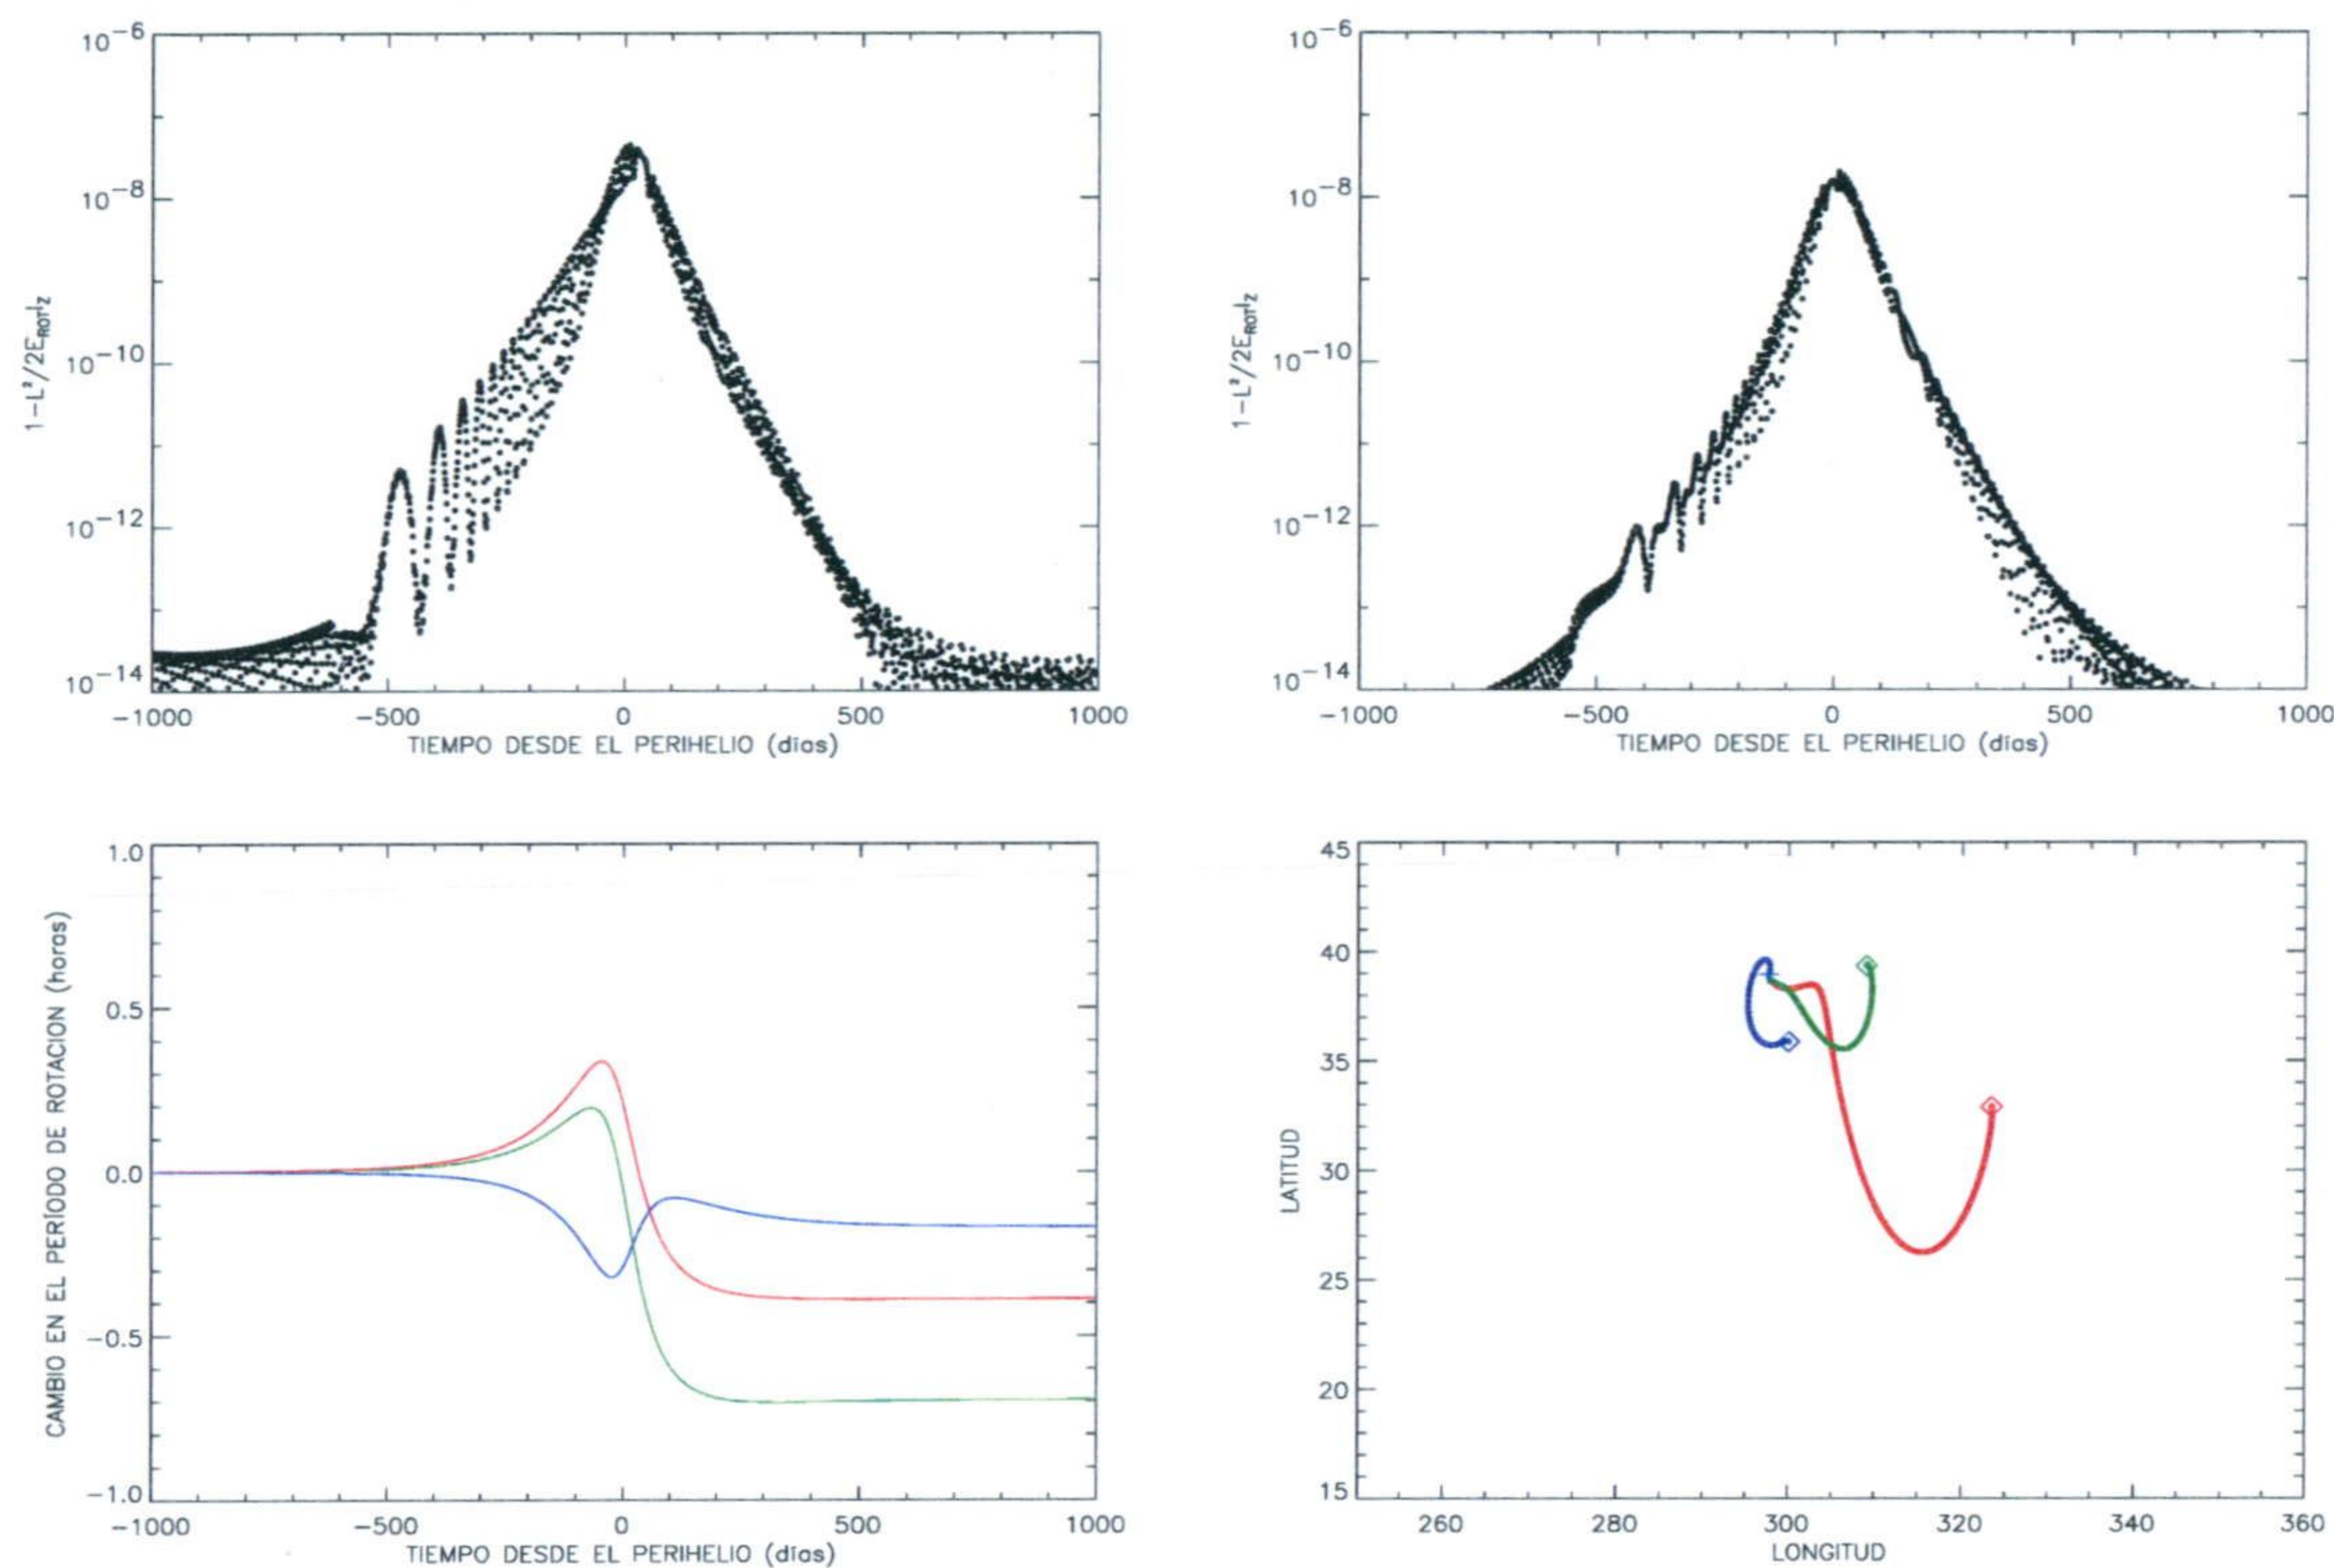 10⁻⁶
10⁻⁸
10⁻¹⁰
10⁻¹²
10⁻¹⁴
1-L²/2E_ROT I_Z
-1000 -500 0 500 1000
TIEMPO DESDE EL PERIHELIO (días)
10⁻⁶
10⁻⁸
10⁻¹⁰
10⁻¹²
10⁻¹⁴
1-L²/2E_ROT I_Z
-1000 -500 0 500 1000
TIEMPO DESDE EL PERIHELIO (días)
1.0
0.5
0.0
-0.5
-1.0
CAMBIO EN EL PERÍODO DE ROTACION (horas)
-1000 -500 0 500 1000
TIEMPO DESDE EL PERIHELIO (días)
45
40
35
30
25
20
15
LATITUD
260 280 300 320 340 360
LONGITUD